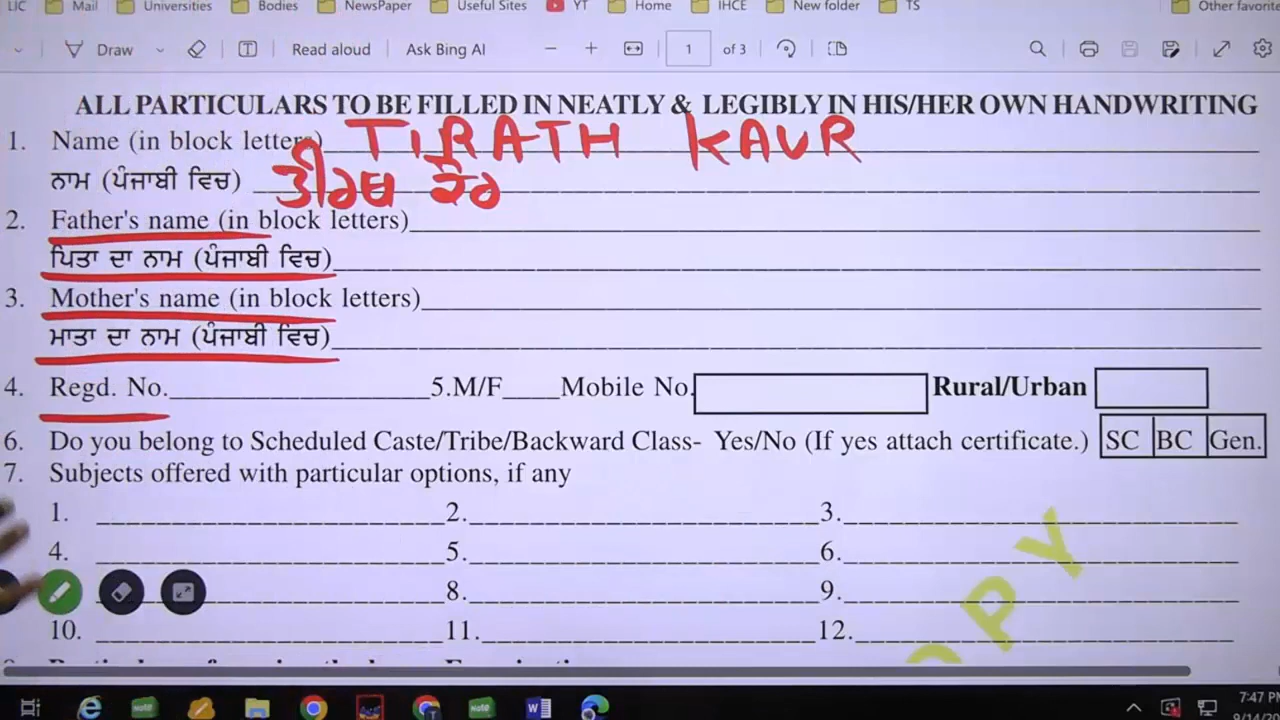 LIC Mail Universities Bodies NewsPaper Useful Sites YT Home IHCE New folder TS Other favorite
Draw Read aloud Ask Bing AI 1 of 3
ALL PARTICULARS TO BE FILLED IN NEATLY & LEGIBLY IN HIS/HER OWN HANDWRITING
1. Name (in block letters) TIRATH KAUR
ਨਾਮ (ਪੰਜਾਬੀ ਵਿਚ) ਤੀਰਥ ਕੌਰ
2. Father's name (in block letters)
ਪਿਤਾ ਦਾ ਨਾਮ (ਪੰਜਾਬੀ ਵਿਚ)
3. Mother's name (in block letters)
ਮਾਤਾ ਦਾ ਨਾਮ (ਪੰਜਾਬੀ ਵਿਚ)
4. Regd. No. 5.M/F Mobile No. Rural/Urban
6. Do you belong to Scheduled Caste/Tribe/Backward Class- Yes/No (If yes attach certificate.) SC BC Gen.
7. Subjects offered with particular options, if any
1. 2. 3.
4. 5. 6.
8. 9.
10. 11. 12.
OPY
Note Note
7:47 PM